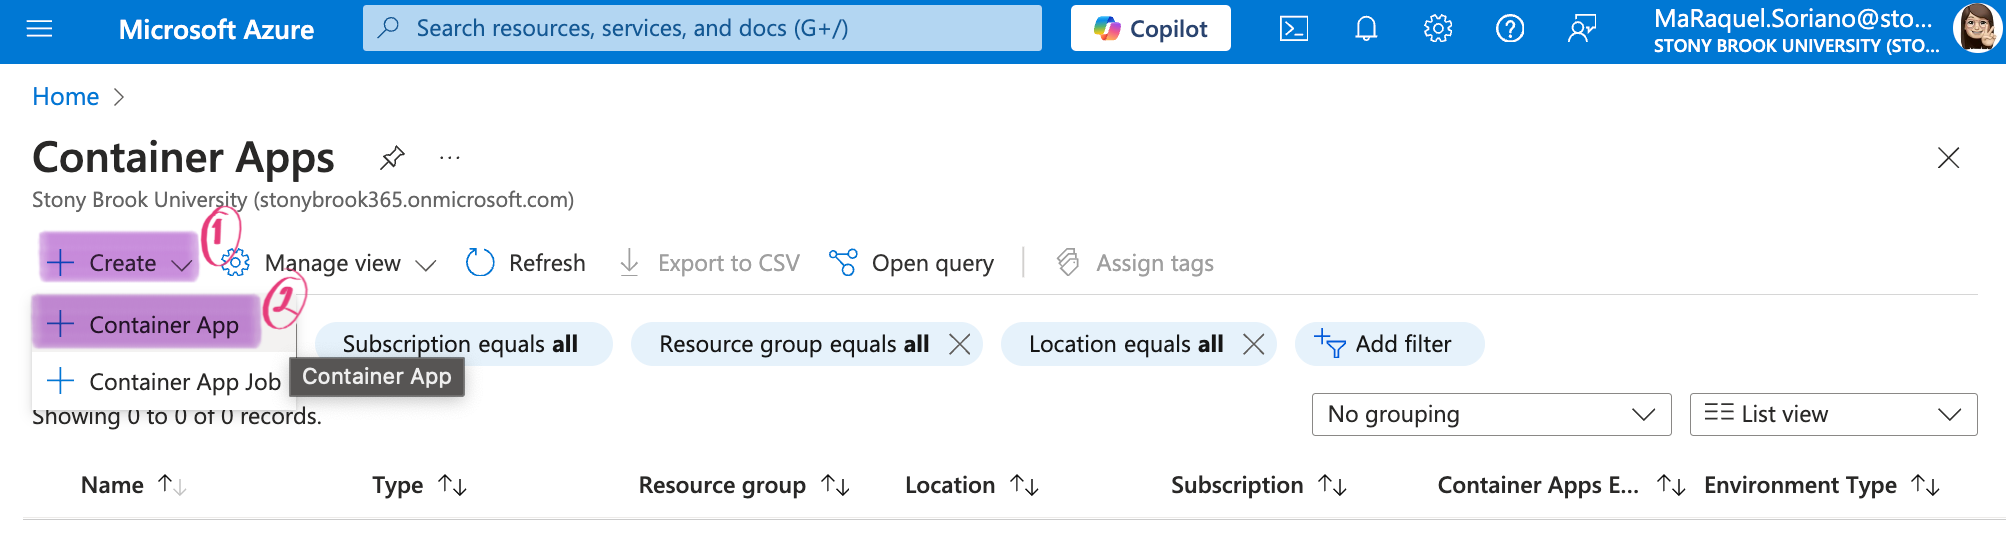 Microsoft Azure
Search resources, services, and docs (G+/)
Copilot
MaRaquel.Soriano@sto...
STONY BROOK UNIVERSITY (STO...
Home
Container Apps
Stony Brook University (stonybrook365.onmicrosoft.com)
Create 1 Manage view Refresh Export to CSV Open query Assign tags
Container App 2
Subscription equals all Resource group equals all Location equals all Add filter
Container App Job Container App
Showing 0 to 0 of 0 records.
No grouping List view
Name Type Resource group Location Subscription Container Apps E... Environment Type